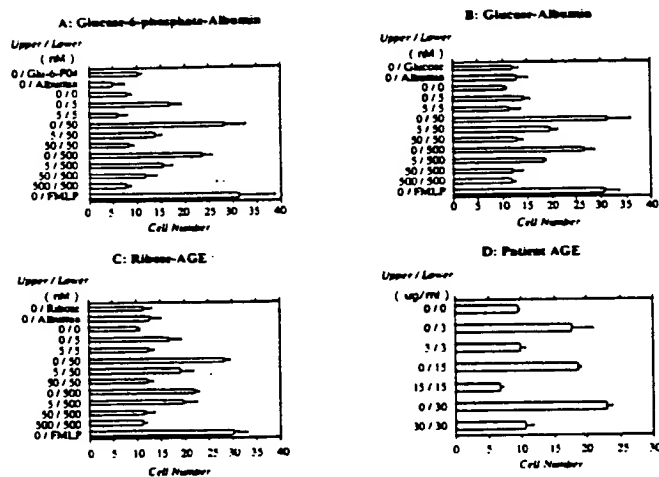 A: Glucose-6-phosphate-Albumin
Upper / Lower
( nM )
0 / Glu-6-PO4
0 / Albumin
0 / 0
0 / 5
5 / 5
0 / 50
5 / 50
50 / 50
0 / 500
5 / 500
50 / 500
500 / 500
0 / FMLP
0 5 10 15 20 25 30 35 40
Cell Number
B: Glucose-Albumin
Upper / Lower
( nM )
0 / Glucose
0 / Albumin
0 / 0
0 / 5
5 / 5
0 / 50
5 / 50
50 / 50
0 / 500
5 / 500
50 / 500
500 / 500
0 / FMLP
0 5 10 15 20 25 30 35 40
Cell Number
C: Ribose-AGE
Upper / Lower
( nM )
0 / Ribose
0 / Albumin
0 / 0
0 / 5
5 / 5
0 / 50
5 / 50
50 / 50
0 / 500
5 / 500
50 / 500
500 / 500
0 / FMLP
0 5 10 15 20 25 30 35 40
Cell Number
D: Patient AGE
Upper / Lower
( ug/ml )
0 / 0
0 / 3
3 / 3
0 / 15
15 / 15
0 / 30
30 / 30
0 5 10 15 20 25 30
Cell Number